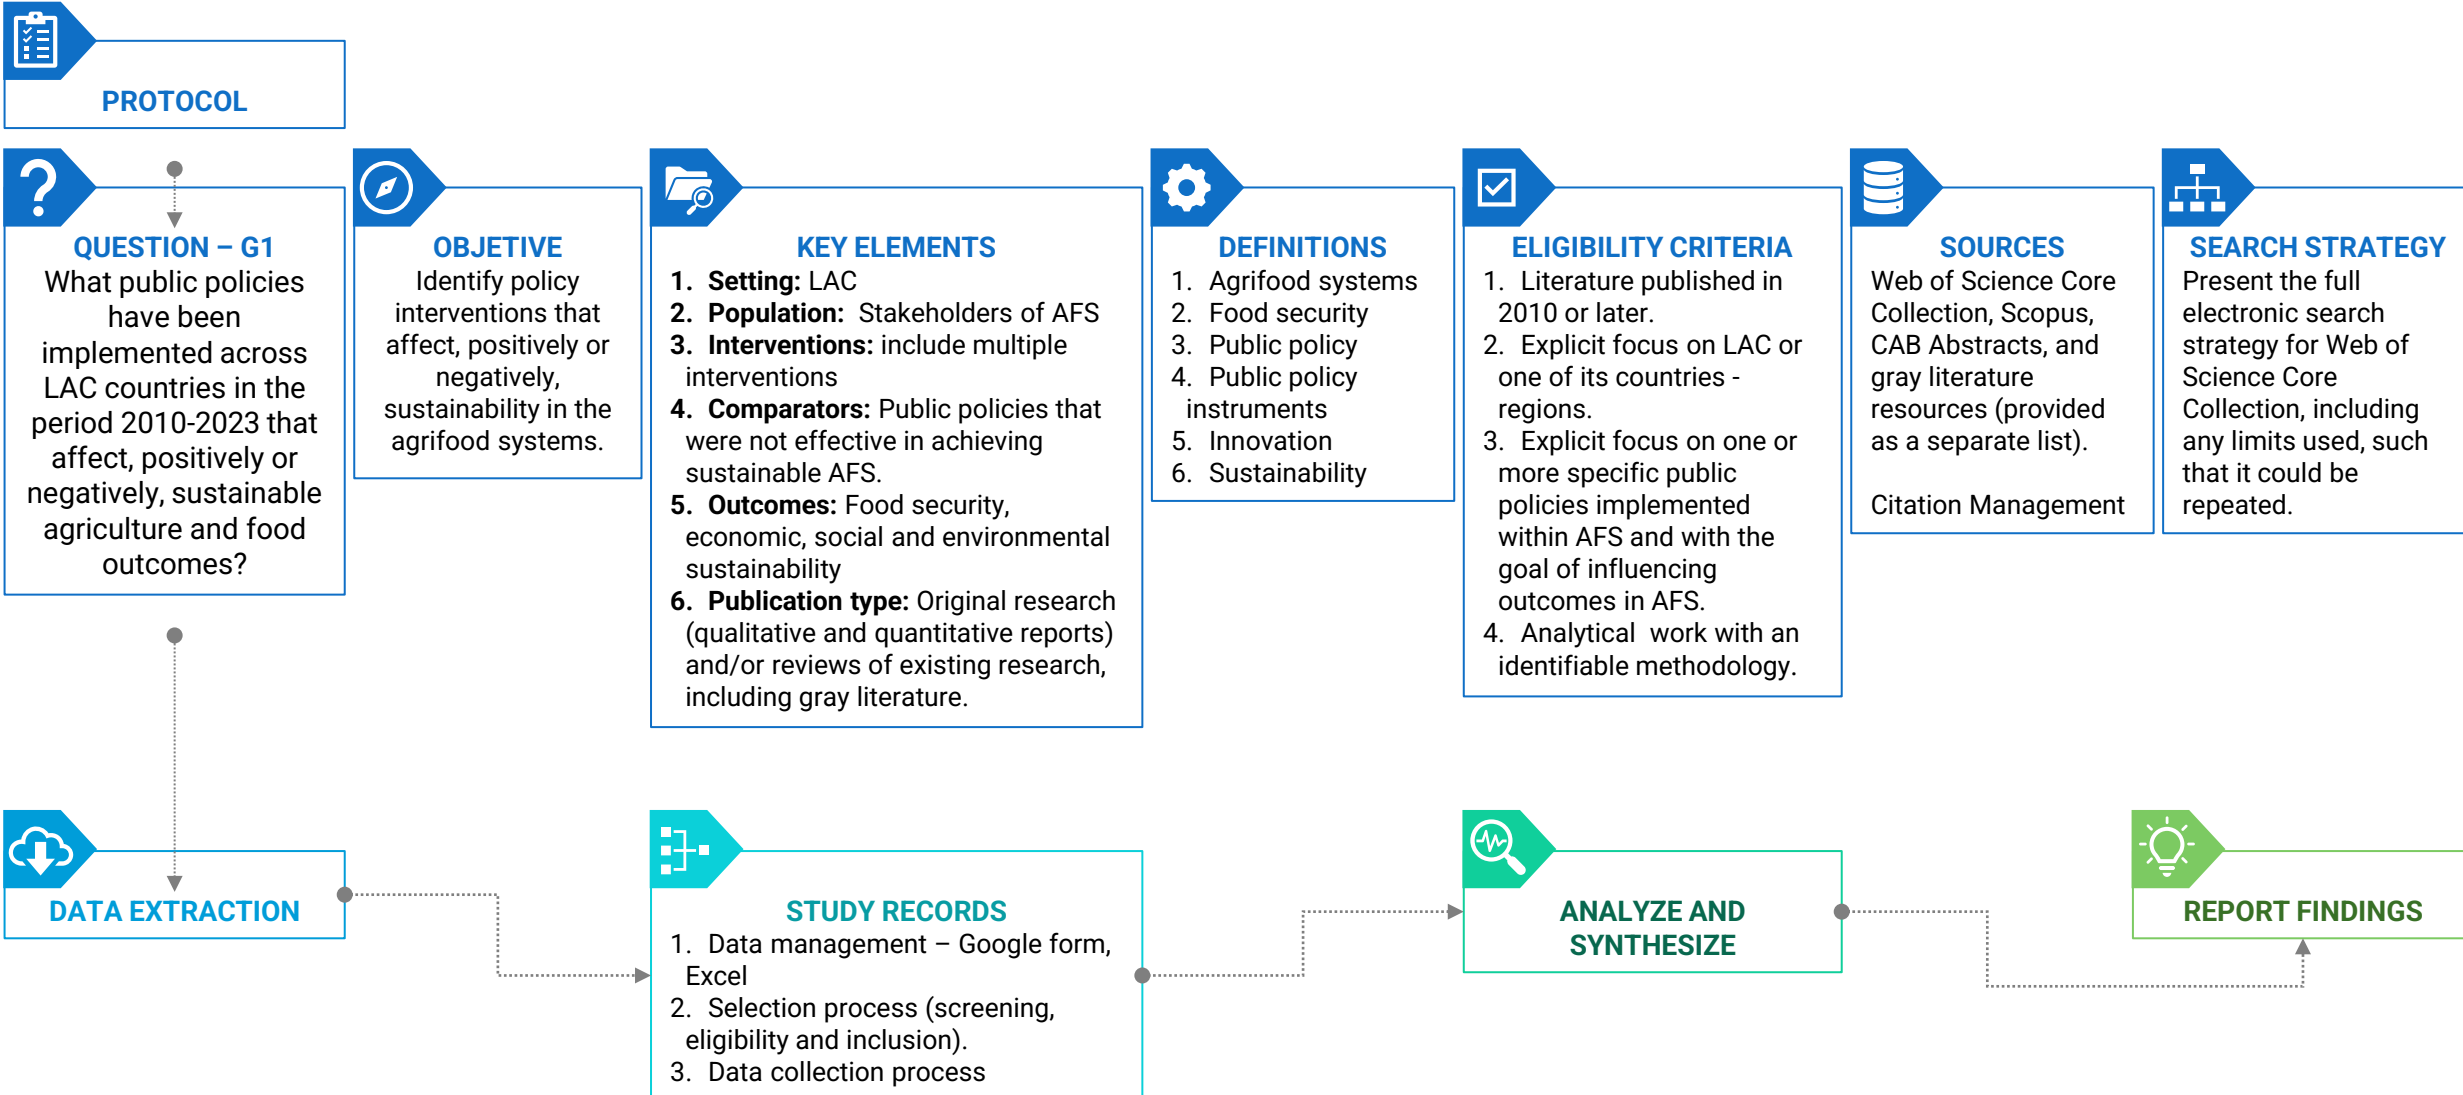 PROTOCOL
QUESTION – G1
What public policies
have been
implemented across
LAC countries in the
period 2010-2023 that
affect, positively or
negatively, sustainable
agriculture and food
outcomes?
OBJETIVE
Identify policy
interventions that
affect, positively or
negatively,
sustainability in the
agrifood systems.
KEY ELEMENTS
1. Setting: LAC
2. Population: Stakeholders of AFS
3. Interventions: include multiple
interventions
4. Comparators: Public policies that
were not effective in achieving
sustainable AFS.
5. Outcomes: Food security,
economic, social and environmental
sustainability
6. Publication type: Original research
(qualitative and quantitative reports)
and/or reviews of existing research,
including gray literature.
DEFINITIONS
1. Agrifood systems
2. Food security
3. Public policy
4. Public policy
instruments
5. Innovation
6. Sustainability
ELIGIBILITY CRITERIA
1. Literature published in
2010 or later.
2. Explicit focus on LAC or
one of its countries -
regions.
3. Explicit focus on one or
more specific public
policies implemented
within AFS and with the
goal of influencing
outcomes in AFS.
4. Analytical work with an
identifiable methodology.
SOURCES
Web of Science Core
Collection, Scopus,
CAB Abstracts, and
gray literature
resources (provided
as a separate list).
Citation Management
SEARCH STRATEGY
Present the full
electronic search
strategy for Web of
Science Core
Collection, including
any limits used, such
that it could be
repeated.
DATA EXTRACTION
STUDY RECORDS
1. Data management – Google form,
Excel
2. Selection process (screening,
eligibility and inclusion).
3. Data collection process
ANALYZE AND
SYNTHESIZE
REPORT FINDINGS